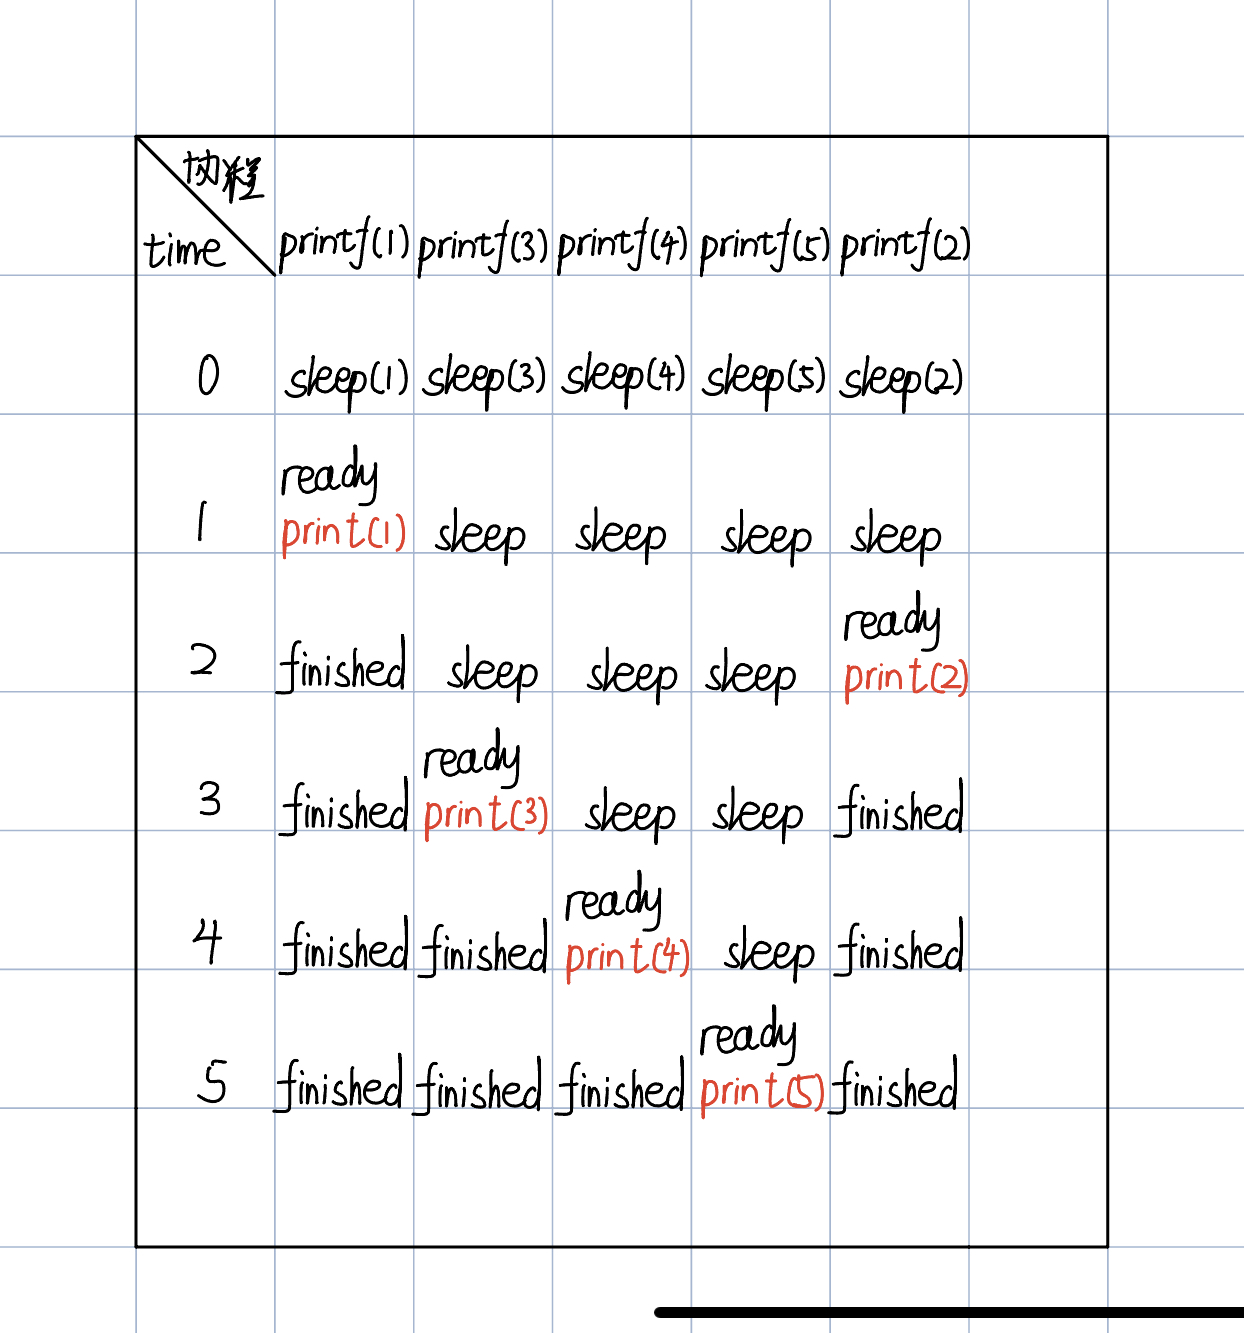 协程
time printf(1) printf(3) printf(4) printf(5) printf(2)
0 sleep(1) sleep(3) sleep(4) sleep(5) sleep(2)
ready
1 print(1) sleep sleep sleep sleep
ready
2 finished sleep sleep sleep print(2)
ready
3 finished print(3) sleep sleep finished
ready
4 finished finished print(4) sleep finished
ready
5 finished finished finished print(5) finished